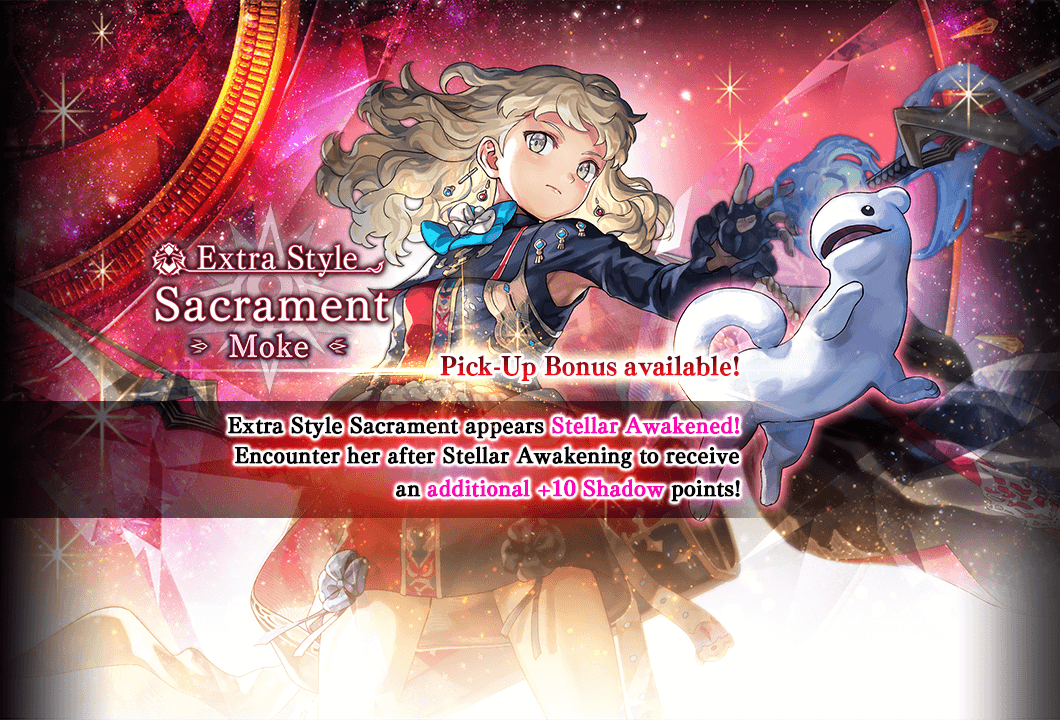 Extra Style
Sacrament
Moke
Pick-Up Bonus available!
Extra Style Sacrament appears Stellar Awakened!
Encounter her after Stellar Awakening to receive
an additional +10 Shadow points!